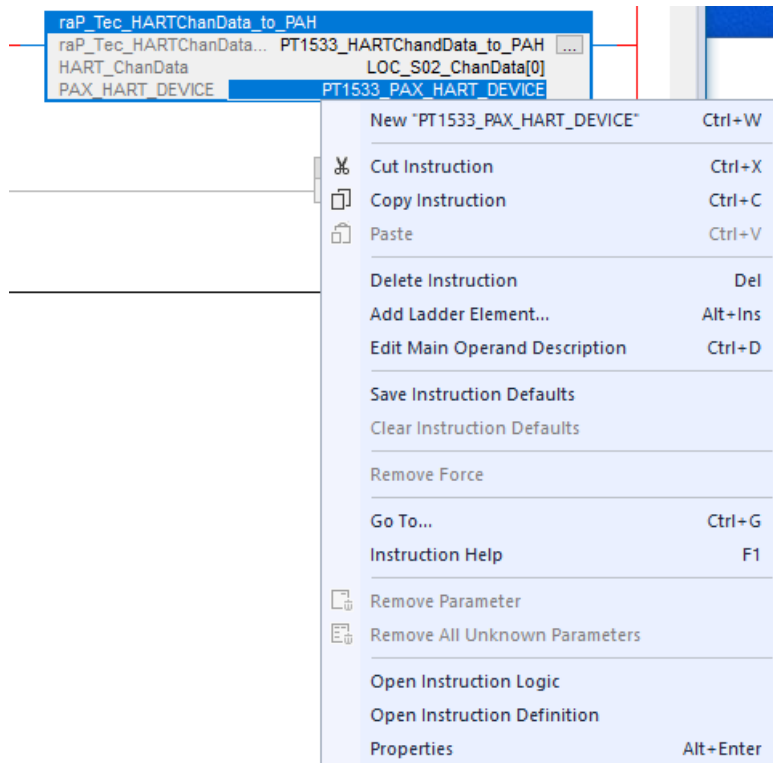 raP_Tec_HARTChanData_to_PAH
raP_Tec_HARTChanData... PT1533_HARTChandData_to_PAH ...
HART_ChanData LOC_S02_ChanData[0]
PAX_HART_DEVICE PT1533_PAX_HART_DEVICE
New "PT1533_PAX_HART_DEVICE" Ctrl+W
Cut Instruction Ctrl+X
Copy Instruction Ctrl+C
Paste Ctrl+V
Delete Instruction Del
Add Ladder Element... Alt+Ins
Edit Main Operand Description Ctrl+D
Save Instruction Defaults
Clear Instruction Defaults
Remove Force
Go To... Ctrl+G
Instruction Help F1
Remove Parameter
Remove All Unknown Parameters
Open Instruction Logic
Open Instruction Definition
Properties Alt+Enter